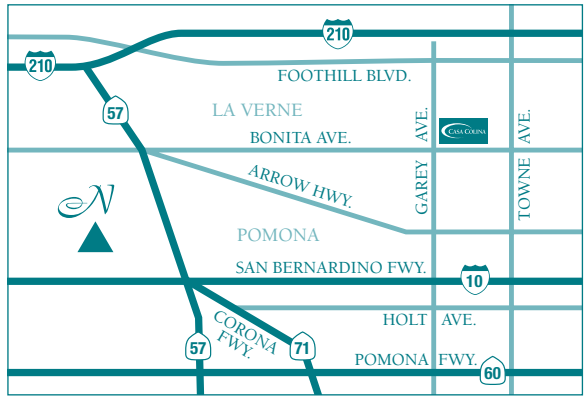 210
210
FOOTHILL BLVD.
57
LA VERNE
BONITA AVE.
GAREY AVE.
CASA COLINA
TOWNE AVE.
ARROW HWY.
N
POMONA
SAN BERNARDINO FWY.
10
CORONA
FWY.
HOLT AVE.
57
71
POMONA FWY.
60